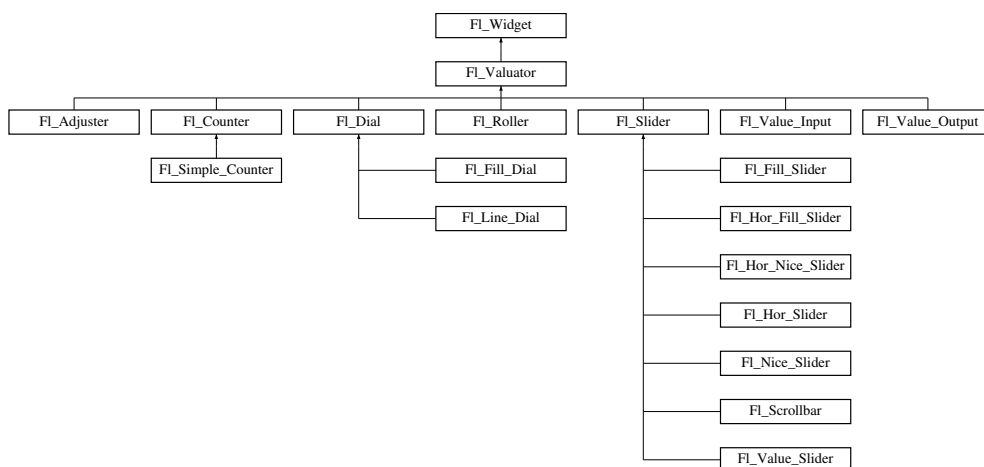 Fl_Widget
Fl_Valuator
Fl_Adjuster
Fl_Counter
Fl_Dial
Fl_Roller
Fl_Slider
Fl_Value_Input
Fl_Value_Output
Fl_Simple_Counter
Fl_Fill_Dial
Fl_Fill_Slider
Fl_Line_Dial
Fl_Hor_Fill_Slider
Fl_Hor_Nice_Slider
Fl_Hor_Slider
Fl_Nice_Slider
Fl_Scrollbar
Fl_Value_Slider